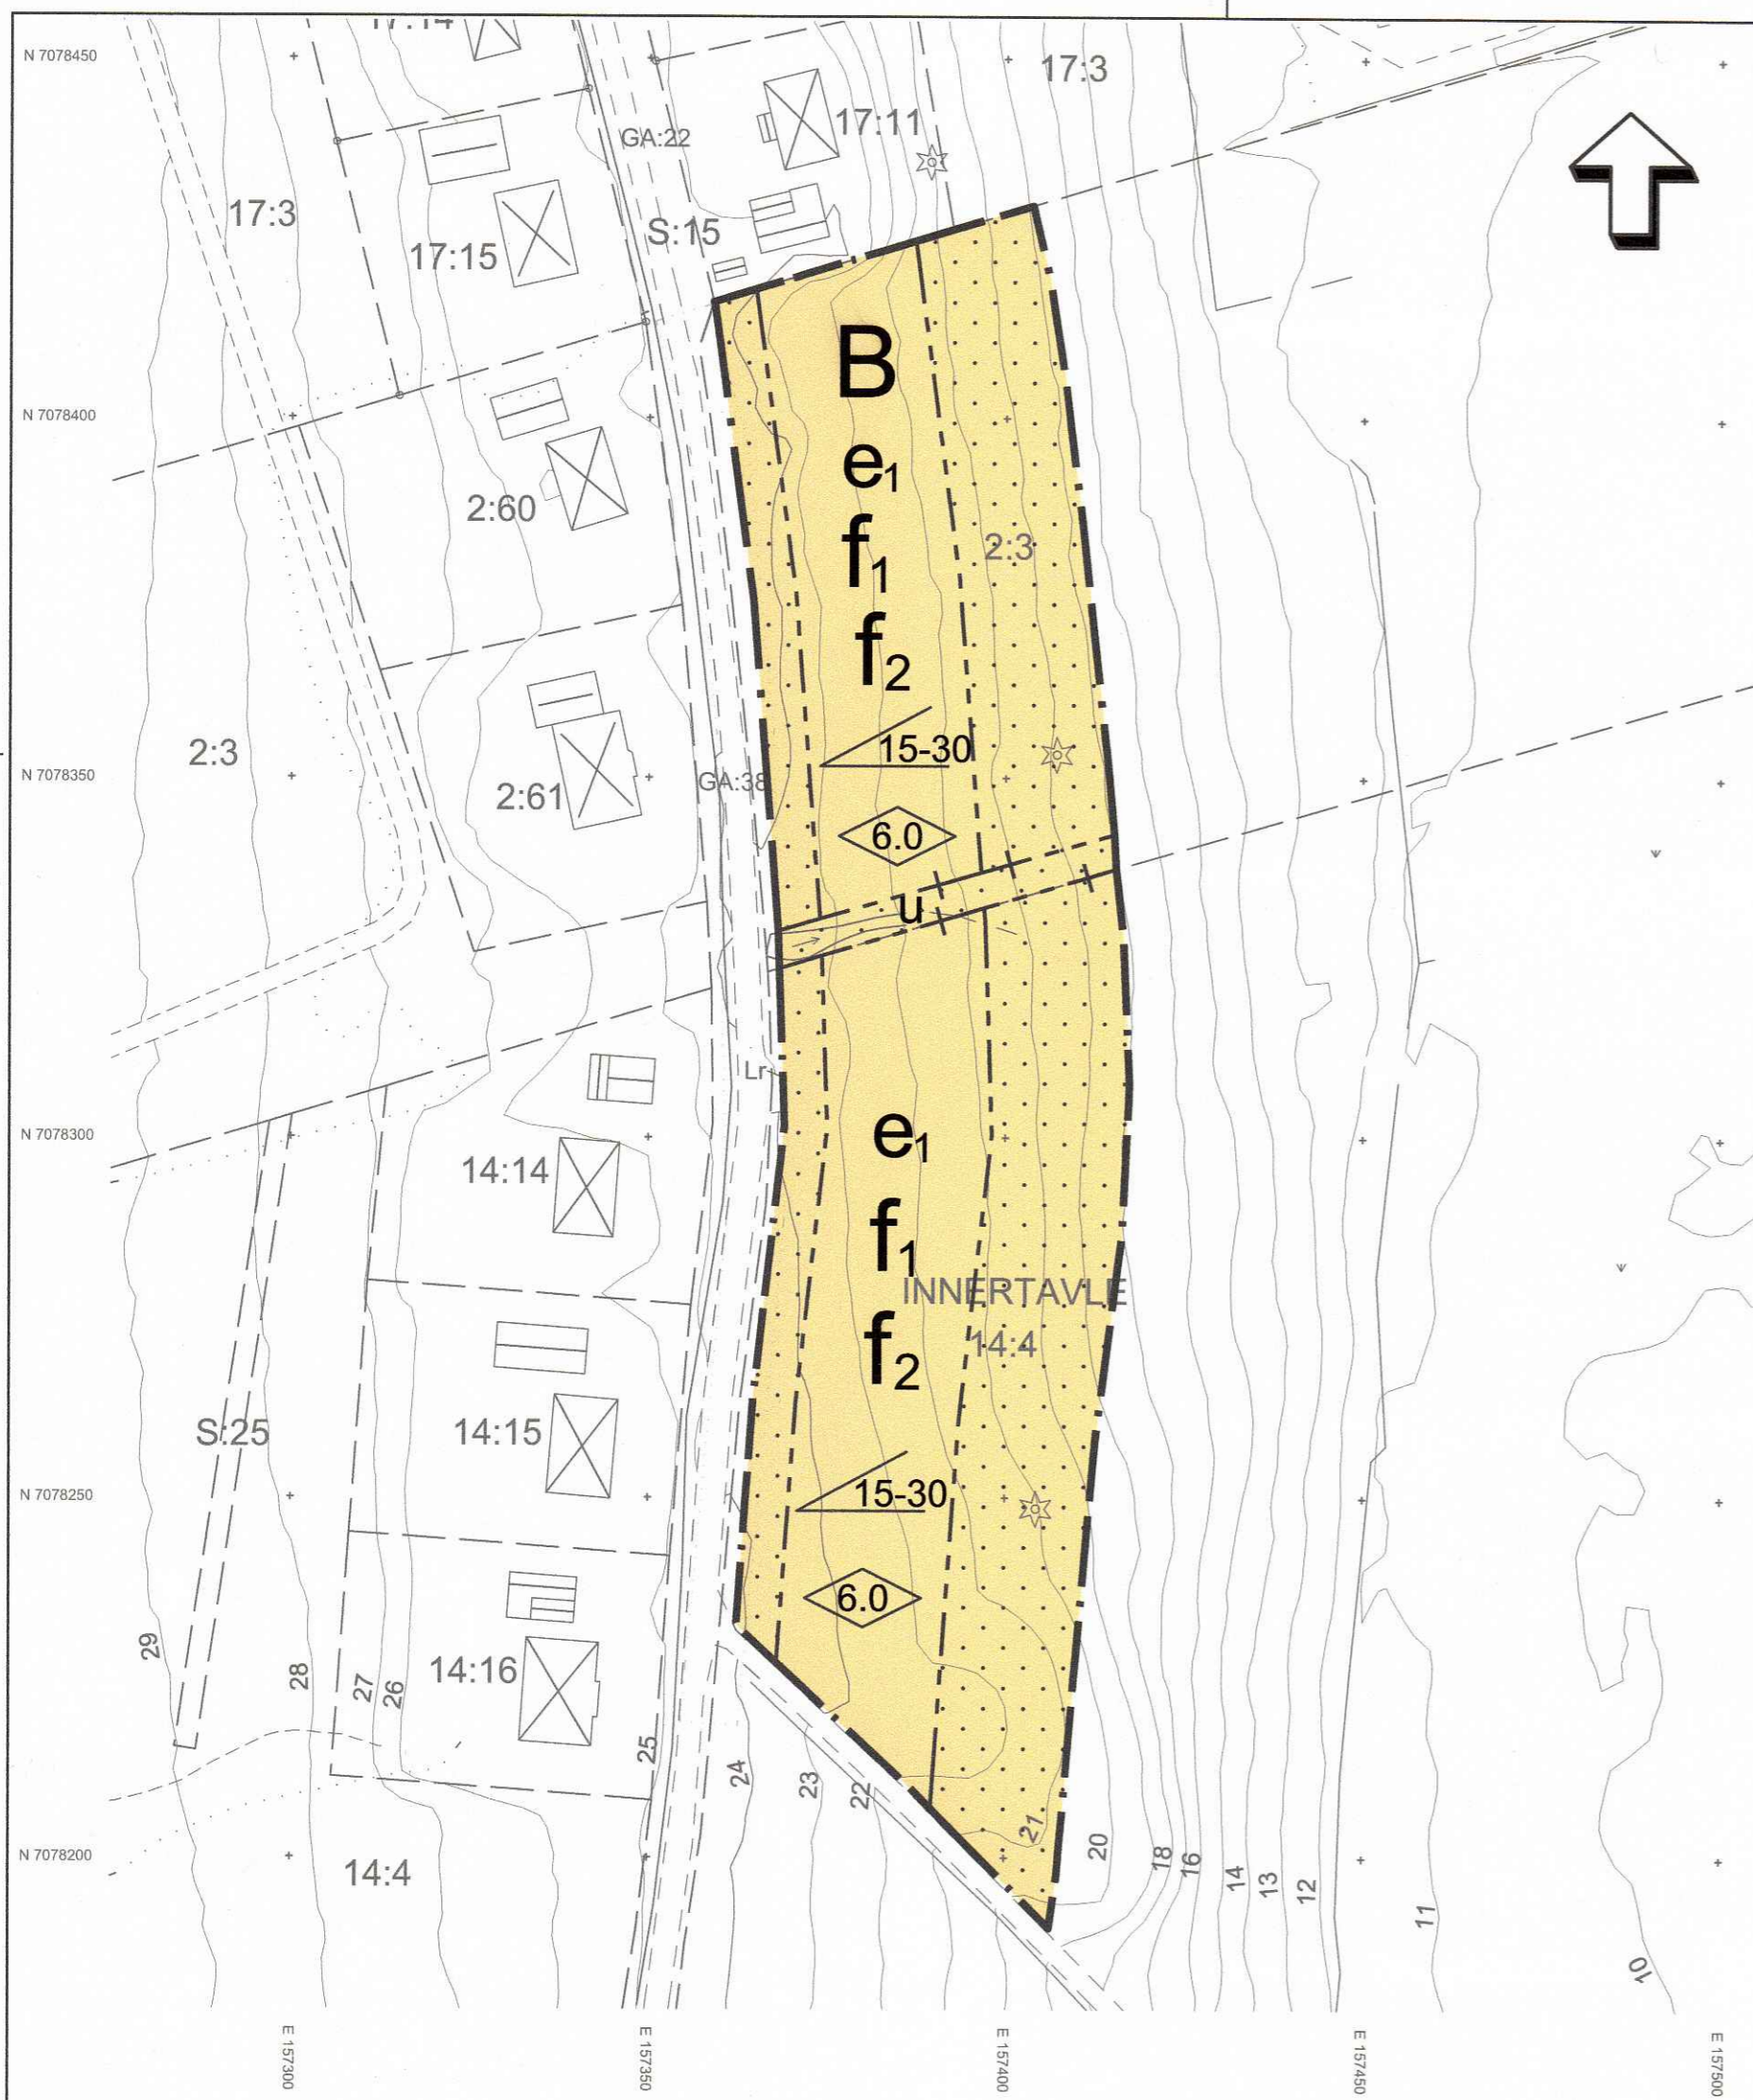 17:14
N 7078450
17:3
17:11
GA:22
17:3
S:15
17:15
B
N 7078400
e1
2:60
f1
2:3
f2
2:3
15-30
N 7078350
GA:38
2:61
6.0
u
Lr
N 7078300
e1
14:14
f1
INNERTAVLE
14:4
f2
S:25
14:15
N 7078250
15-30
6.0
29
28
27
26
14:16
25
24
23
22
21
20
18
16
14
13
12
11
10
N 7078200
14:4
E 157300
E 157350
E 157400
E 157450
E 157500